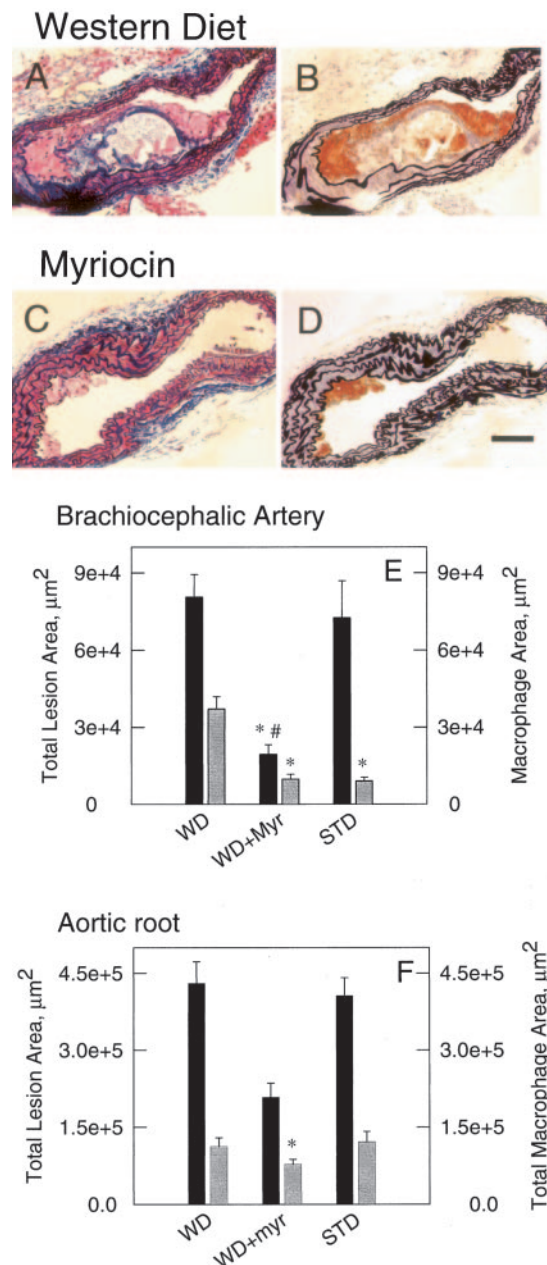 Western Diet
A
B
Myriocin
C
D
Brachiocephalic Artery
E
Total Lesion Area, μm²
9e+4
6e+4
3e+4
0
* #
*
*
9e+4
6e+4
3e+4
0
Macrophage Area, μm²
WD
WD+Myr
STD
Aortic root
F
Total Lesion Area, μm²
4.5e+5
3.0e+5
1.5e+5
0.0
*
4.5e+5
3.0e+5
1.5e+5
0.0
Total Macrophage Area, μm²
WD
WD+myr
STD